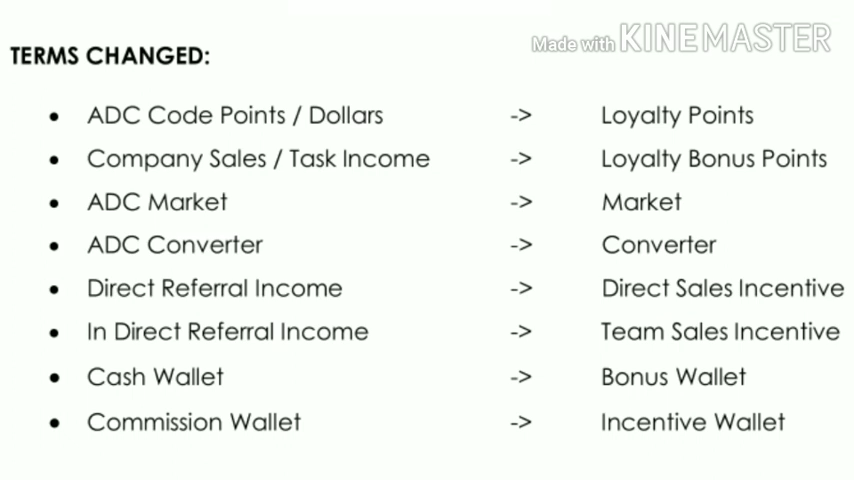 Made with KINEMASTER
TERMS CHANGED:
• ADC Code Points / Dollars -> Loyalty Points
• Company Sales / Task Income -> Loyalty Bonus Points
• ADC Market -> Market
• ADC Converter -> Converter
• Direct Referral Income -> Direct Sales Incentive
• In Direct Referral Income -> Team Sales Incentive
• Cash Wallet -> Bonus Wallet
• Commission Wallet -> Incentive Wallet